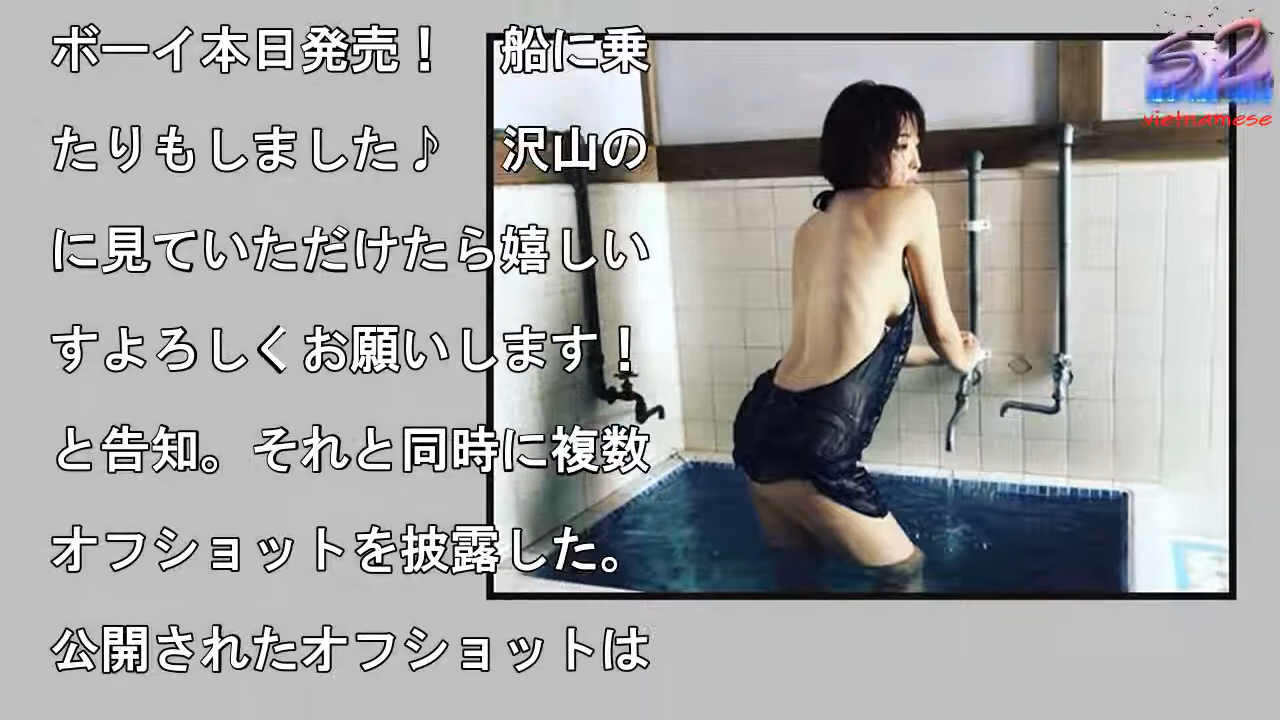 ボーイ本日発売！　船に乗
たりもしました♪　沢山の
に見ていただけたら嬉しい
すよろしくお願いします！
と告知。それと同時に複数
オフショットを披露した。
公開されたオフショットは
SP
vietnamese